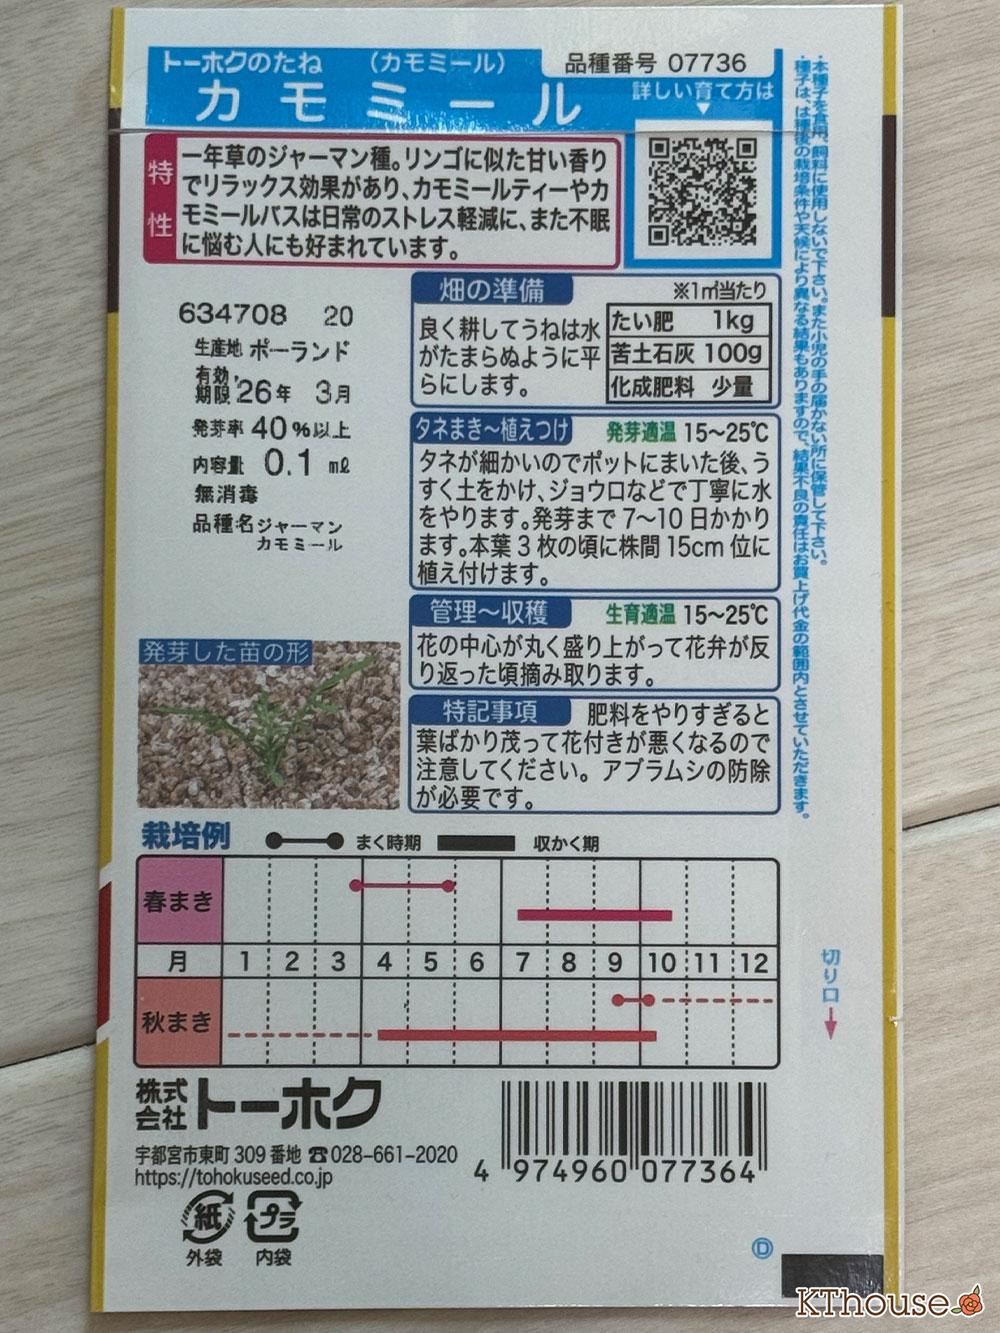 トーホクのたね
（カモミール）
品種番号 07736
カモミール
詳しい育て方は
特性
一年草のジャーマン種。リンゴに似た甘い香り
でリラックス効果があり、カモミールティーやカ
モミールバスは日常のストレス軽減に、また不眠
に悩む人にも好まれています。
・本種子を食用、飼料に使用しないで下さい。また小児の手の届かない所に保管して下さい。
・種子は、は種後の栽培条件や天候により異なる結果もありますので、結果不良の責任はお買上げ代金の範囲内とさせていただきます。
634708 20
生産地 ポーランド
有効期限 '26年 3月
発芽率 40%以上
内容量 0.1 mℓ
無消毒
品種名 ジャーマン
カモミール
畑の準備
良く耕してうねは水
がたまらぬように平
らにします。
※1㎡当たり
たい肥 1kg
苦土石灰 100g
化成肥料 少量
タネまき〜植えつけ 発芽適温 15〜25℃
タネが細かいのでポットにまいた後、う
すく土をかけ、ジョウロなどで丁寧に水
をやります。発芽まで7〜10日かかり
ます。本葉3枚の頃に株間15cm位に
植え付けます。
管理〜収穫 生育適温 15〜25℃
花の中心が丸く盛り上がって花弁が反
り返った頃摘み取ります。
発芽した苗の形
特記事項 肥料をやりすぎると
葉ばかり茂って花付きが悪くなるので
注意してください。アブラムシの防除
が必要です。
栽培例
まく時期
収かく期
春まき
月 1 2 3 4 5 6 7 8 9 10 11 12
秋まき
切り口
株式会社トーホク
宇都宮市東町309番地 ☎028-661-2020
https://tohokuseed.co.jp
4 974960 077364
紙
外袋
プラ
内袋
D
KThouse